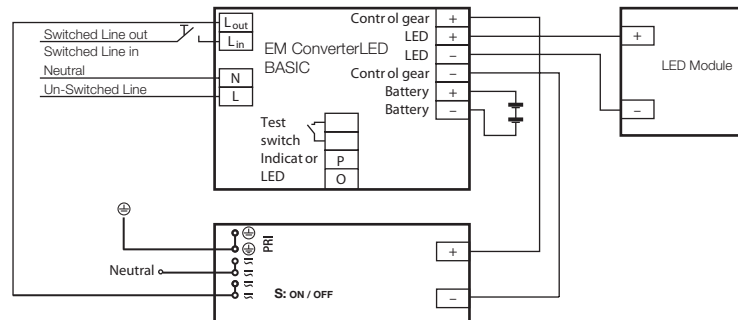 Switched Line out
Switched Line in
Neutral
Un-Switched Line
Lout
Lin
N
L
EM ConverterLED
BASIC
Control gear +
LED +
LED –
Control gear –
Battery +
Battery –
Test
switch
Indicator P
LED O
+
–
LED Module
PRI
Neutral
S: ON / OFF
+
–